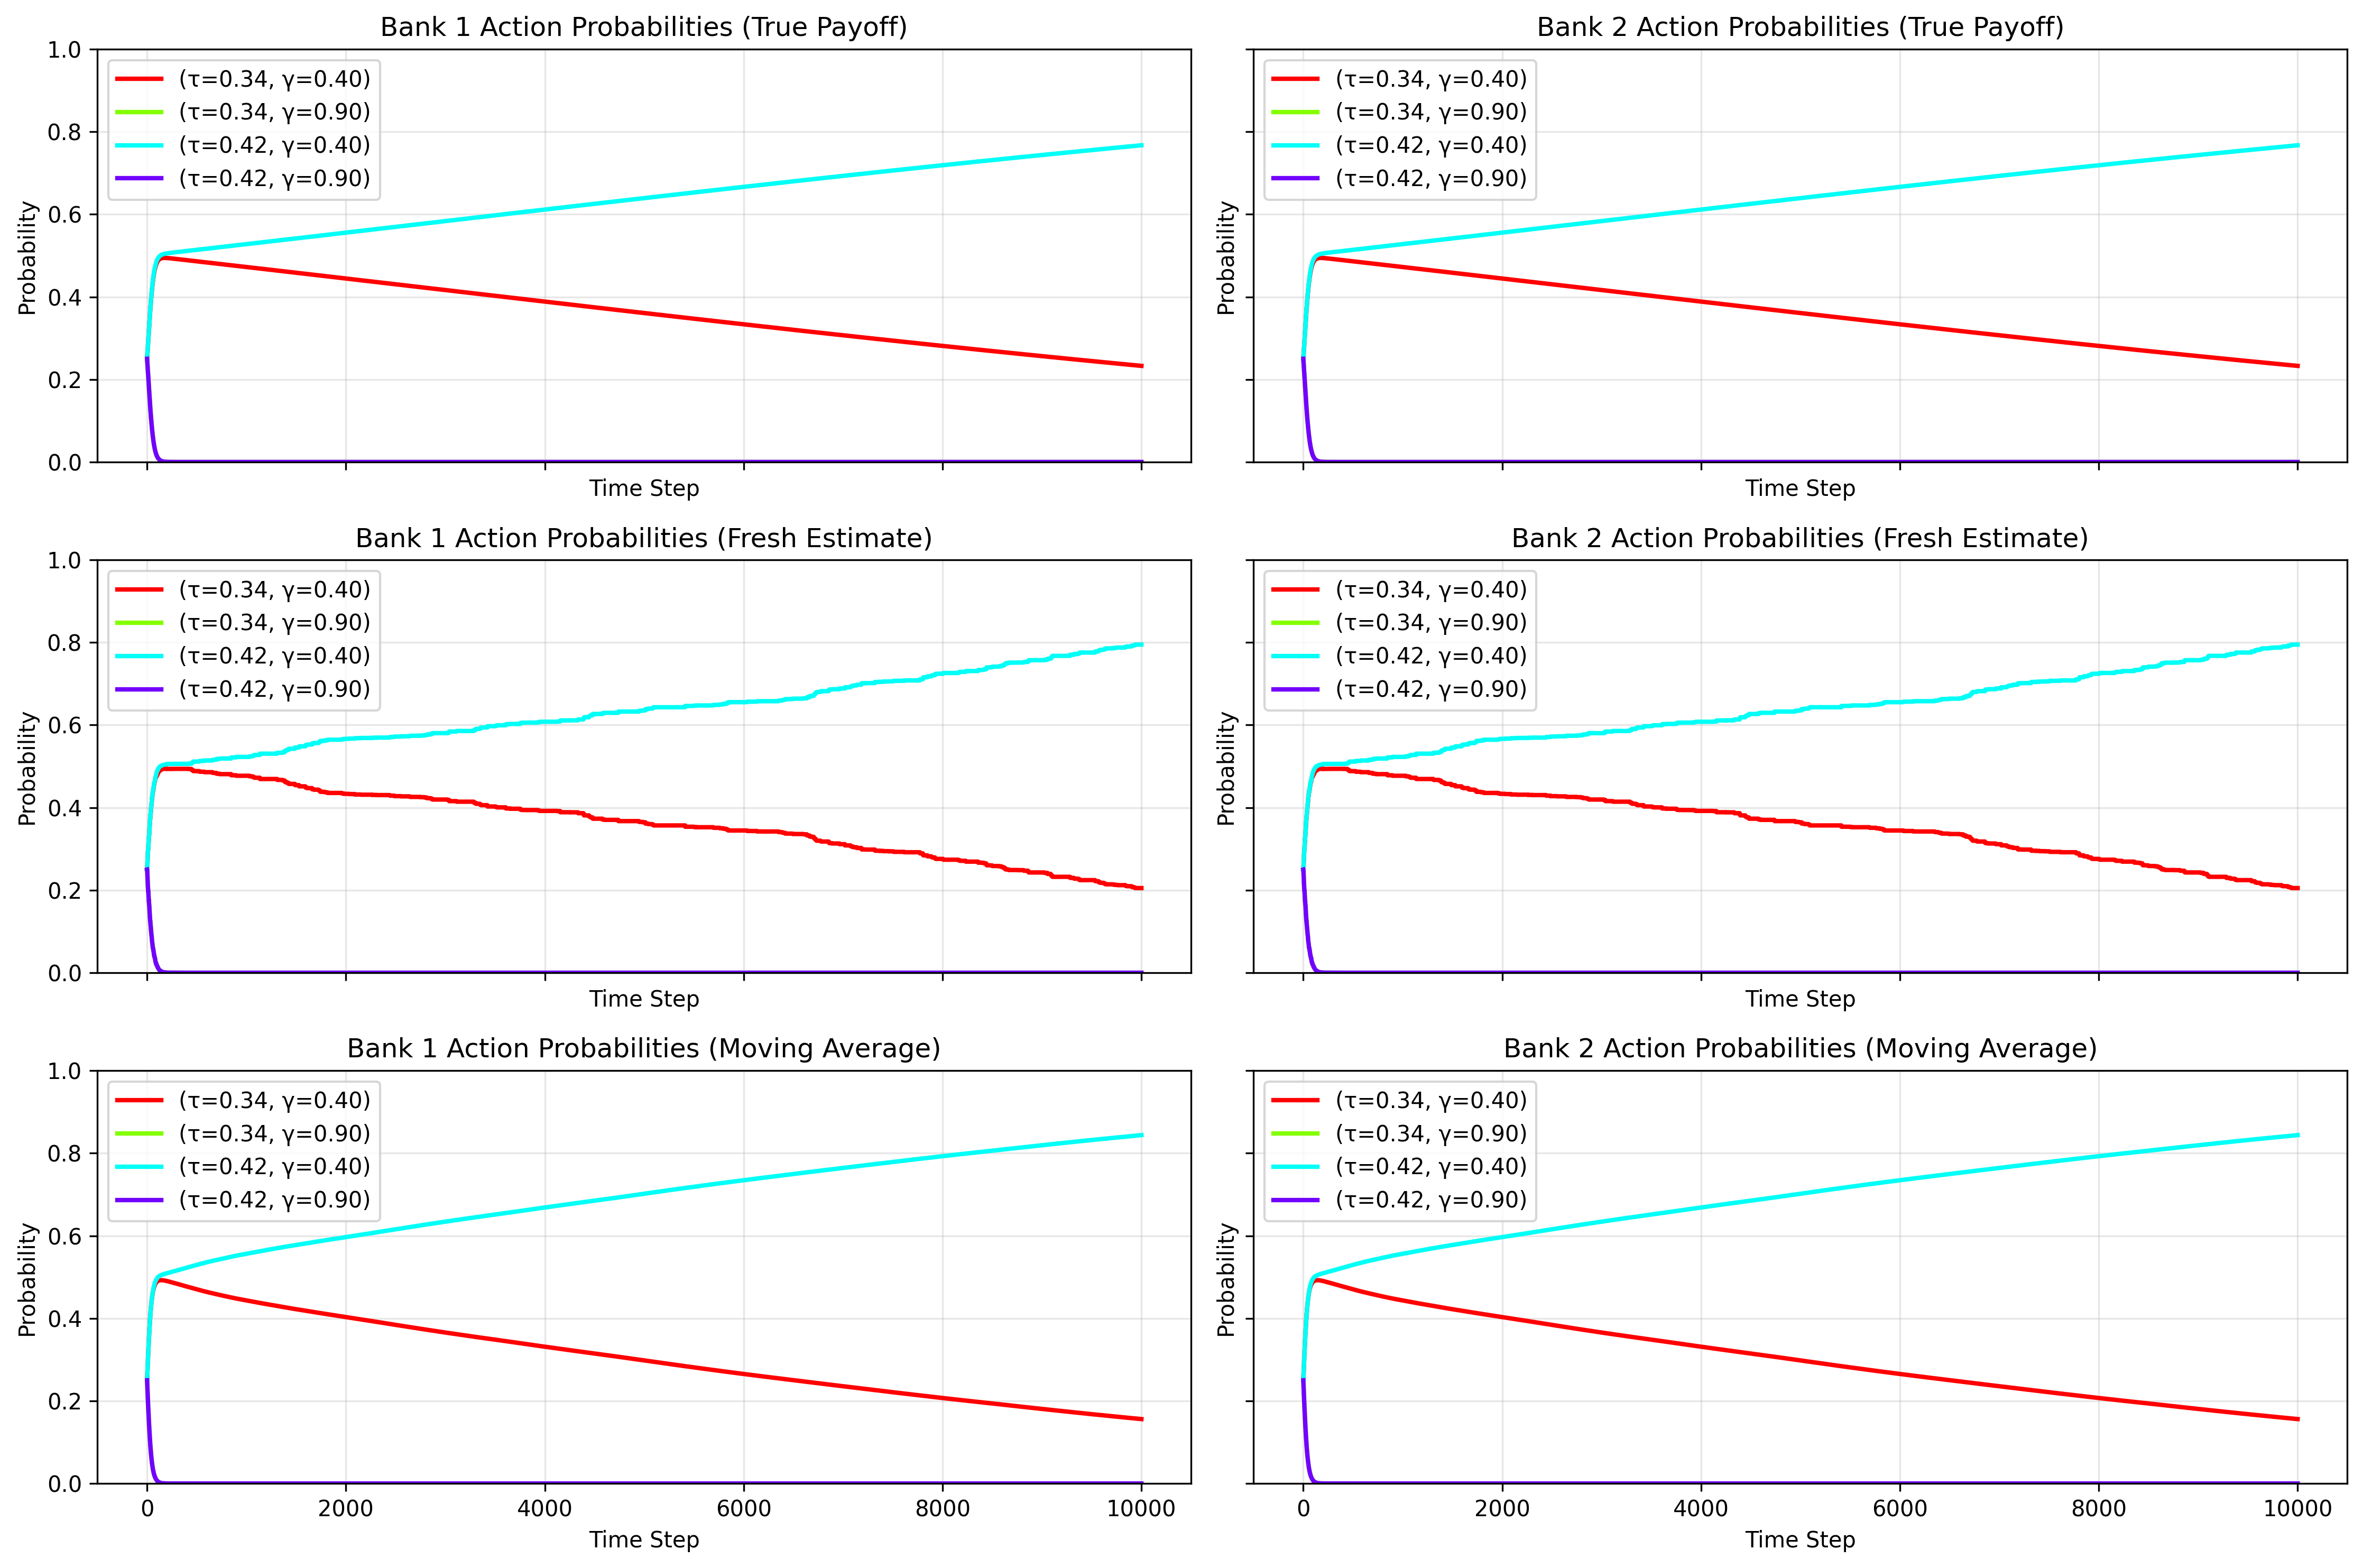 Bank 1 Action Probabilities (True Payoff)
1.0
0.8
0.6
0.4
0.2
0.0
Probability
(τ=0.34, γ=0.40)
(τ=0.34, γ=0.90)
(τ=0.42, γ=0.40)
(τ=0.42, γ=0.90)
Time Step
Bank 2 Action Probabilities (True Payoff)
Probability
(τ=0.34, γ=0.40)
(τ=0.34, γ=0.90)
(τ=0.42, γ=0.40)
(τ=0.42, γ=0.90)
Time Step
Bank 1 Action Probabilities (Fresh Estimate)
1.0
0.8
0.6
0.4
0.2
0.0
Probability
(τ=0.34, γ=0.40)
(τ=0.34, γ=0.90)
(τ=0.42, γ=0.40)
(τ=0.42, γ=0.90)
Time Step
Bank 2 Action Probabilities (Fresh Estimate)
Probability
(τ=0.34, γ=0.40)
(τ=0.34, γ=0.90)
(τ=0.42, γ=0.40)
(τ=0.42, γ=0.90)
Time Step
Bank 1 Action Probabilities (Moving Average)
1.0
0.8
0.6
0.4
0.2
0.0
Probability
(τ=0.34, γ=0.40)
(τ=0.34, γ=0.90)
(τ=0.42, γ=0.40)
(τ=0.42, γ=0.90)
0 2000 4000 6000 8000 10000
Time Step
Bank 2 Action Probabilities (Moving Average)
Probability
(τ=0.34, γ=0.40)
(τ=0.34, γ=0.90)
(τ=0.42, γ=0.40)
(τ=0.42, γ=0.90)
0 2000 4000 6000 8000 10000
Time Step